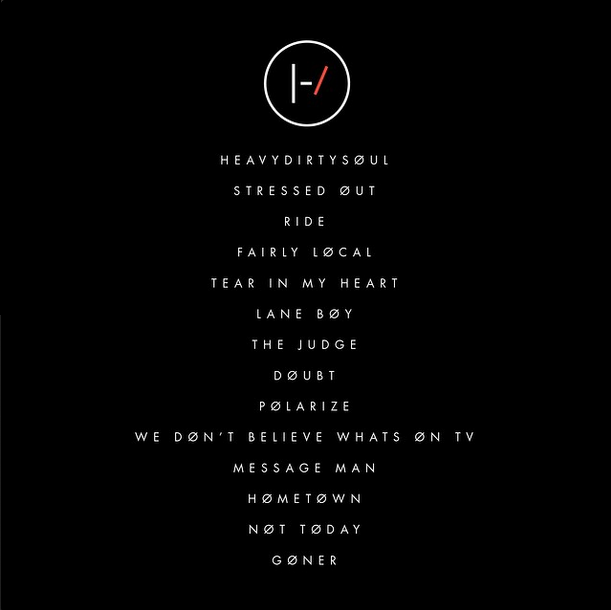 HEAVYDIRTYSØUL
STRESSED ØUT
RIDE
FAIRLY LØCAL
TEAR IN MY HEART
LANE BØY
THE JUDGE
DØUBT
PØLARIZE
WE DØN'T BELIEVE WHATS ØN TV
MESSAGE MAN
HØMETØWN
NØT TØDAY
GØNER